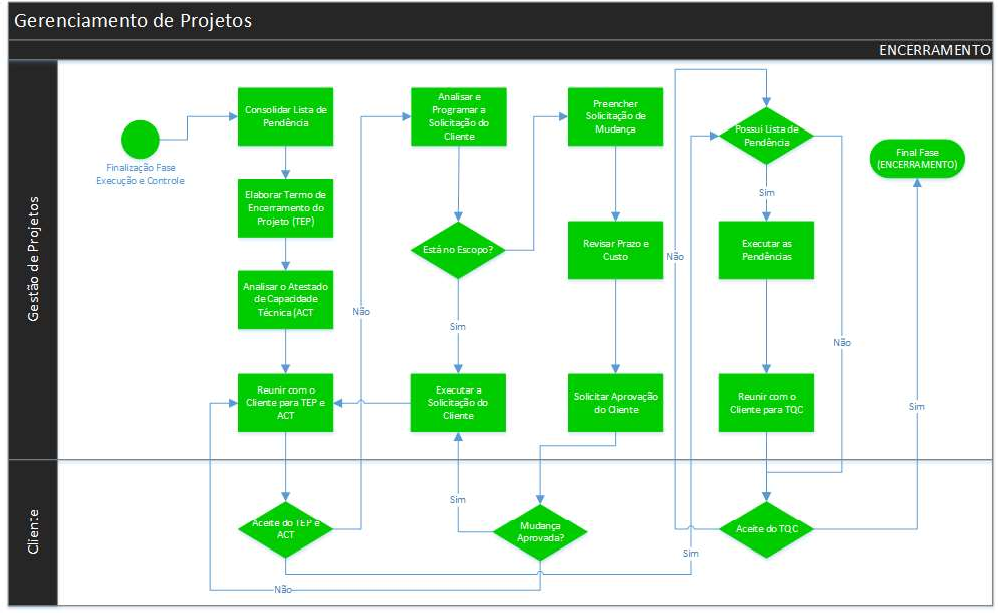 Gerenciamento de Projetos
ENCERRAMENTO
Gestão de Projetos
Finalização Fase
Execução e Controle
Consolidar Lista de
Pendência
Elaborar Termo de
Encerramento do
Projeto (TEP)
Analisar o Atestado
de Capacidade
Técnica (ACT
Reunir com o
Cliente para TEP e
ACT
Não
Analisar e
Programar a
Solicitação do
Cliente
Está no Escopo?
Sim
Executar a
Solicitação do
Cliente
Preencher
Solicitação de
Mudança
Revisar Prazo e
Custo
Solicitar Aprovação
do Cliente
Não
Possui Lista de
Pendência
Sim
Executar as
Pendências
Reunir com o
Cliente para TQC
Não
Final Fase
(ENCERRAMENTO)
Sim
Cliente
Aceite do TEP e
ACT
Sim
Mudança
Aprovada?
Aceite do TQC
Sim
Não